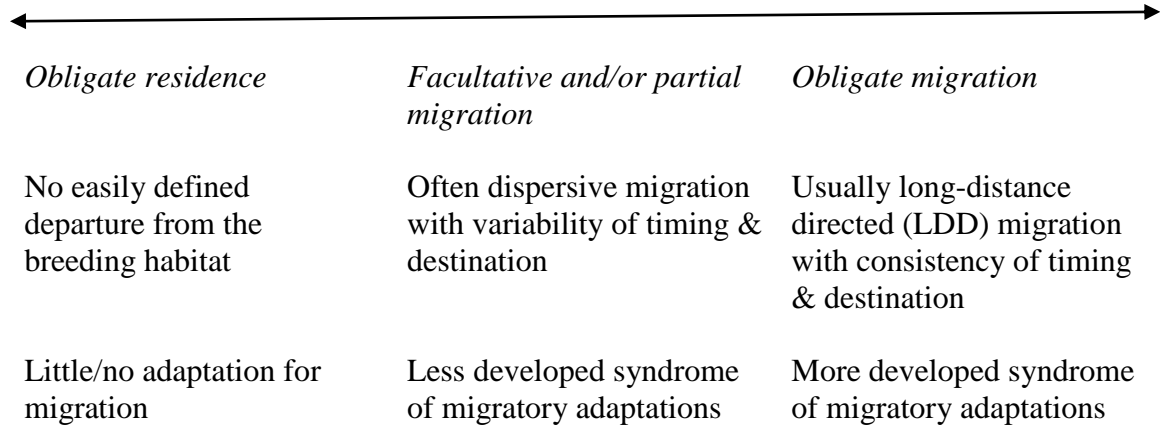 Obligate residence
Facultative and/or partial
migration
Obligate migration
No easily defined
departure from the
breeding habitat
Often dispersive migration
with variability of timing &
destination
Usually long-distance
directed (LDD) migration
with consistency of timing
& destination
Little/no adaptation for
migration
Less developed syndrome
of migratory adaptations
More developed syndrome
of migratory adaptations